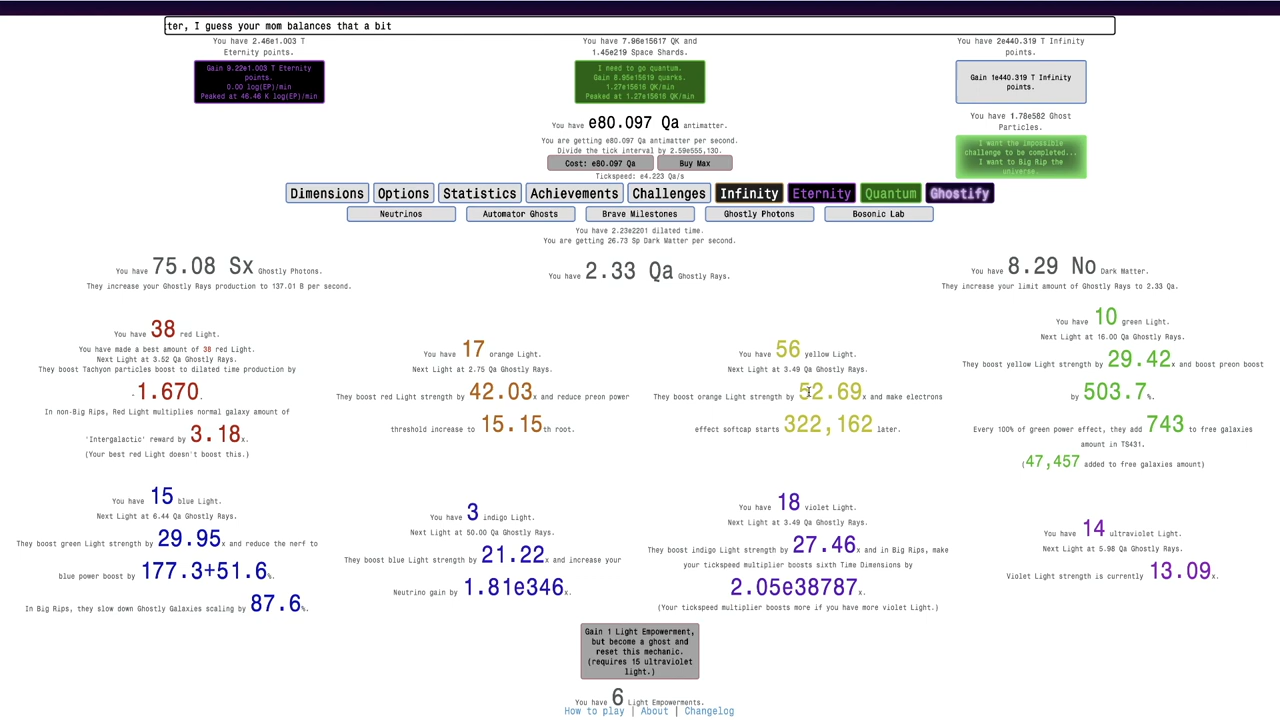 ter, I guess your mom balances that a bit
You have 2.46e1.003 T
Eternity points.
Gain 9.22e1.003 T Eternity
points.
0.00 log(EP)/min
Peaked at 46.46 K log(EP)/min
You have 7.96e15617 QK and
1.45e219 Space Shards.
I need to go quantum.
Gain 8.95e15619 quarks.
1.27e15616 QK/min
Peaked at 1.27e15616 QK/min
You have 2e440.319 T Infinity
points.
Gain 1e440.319 T Infinity
points.
You have 1.78e582 Ghost
Particles.
I want the impossible
challenge to be completed...
I want to Big Rip the
universe.
You have e80.097 Qa antimatter.
You are getting e80.097 Qa antimatter per second.
Divide the tick interval by 2.59e555,130.
Cost: e80.097 Qa
Buy Max
Tickspeed: e4.223 Qa/s
Dimensions
Options
Statistics
Achievements
Challenges
Infinity
Eternity
Quantum
Ghostify
Neutrinos
Automator Ghosts
Brave Milestones
Ghostly Photons
Bosonic Lab
You have 2.23e2201 dilated time.
You are getting 26.73 Sp Dark Matter per second.
You have 75.08 Sx Ghostly Photons.
They increase your Ghostly Rays production to 137.01 B per second.
You have 2.33 Qa Ghostly Rays.
You have 8.29 No Dark Matter.
They increase your limit amount of Ghostly Rays to 2.33 Qa.
You have 38 red Light.
You have made a best amount of 38 red Light.
Next Light at 3.52 Qa Ghostly Rays.
They boost Tachyon particles boost to dilated time production by
-1.670.
In non-Big Rips, Red Light multiplies normal galaxy amount of
'Intergalactic' reward by 3.18x.
(Your best red Light doesn't boost this.)
You have 17 orange Light.
Next Light at 2.75 Qa Ghostly Rays.
They boost red Light strength by 42.03x and reduce preon power
threshold increase to 15.15th root.
You have 56 yellow Light.
Next Light at 3.49 Qa Ghostly Rays.
They boost orange Light strength by 52.69x and make electrons
effect softcap starts 322,162 later.
You have 10 green Light.
Next Light at 16.00 Qa Ghostly Rays.
They boost yellow Light strength by 29.42x and boost preon boost
by 503.7%.
Every 100% of green power effect, they add 743 to free galaxies
amount in TS431.
(47,457 added to free galaxies amount)
You have 15 blue Light.
Next Light at 6.44 Qa Ghostly Rays.
They boost green Light strength by 29.95x and reduce the nerf to
blue power boost by 177.3+51.6%.
In Big Rips, they slow down Ghostly Galaxies scaling by 87.6%.
You have 3 indigo Light.
Next Light at 50.00 Qa Ghostly Rays.
They boost blue Light strength by 21.22x and increase your
Neutrino gain by 1.81e346x.
You have 18 violet Light.
Next Light at 3.49 Qa Ghostly Rays.
They boost indigo Light strength by 27.46x and in Big Rips, make
your tickspeed multiplier boosts sixth Time Dimensions by
2.05e38787x.
(Your tickspeed multiplier boosts more if you have more violet Light.)
You have 14 ultraviolet Light.
Next Light at 5.98 Qa Ghostly Rays.
Violet Light strength is currently 13.09x.
Gain 1 Light Empowerment,
but become a ghost and
reset this mechanic.
(requires 15 ultraviolet
light.)
You have 6 Light Empowerments.
How to play | About | Changelog